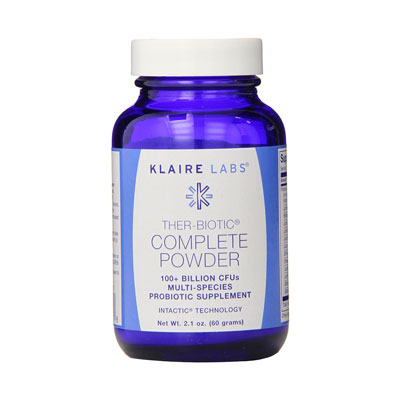 KLAIRE LABS®
THER-BIOTIC®
COMPLETE
POWDER
100+ BILLION CFUs
MULTI-SPECIES
PROBIOTIC SUPPLEMENT
INTACTIC® TECHNOLOGY
Net Wt. 2.1 oz. (60 grams)